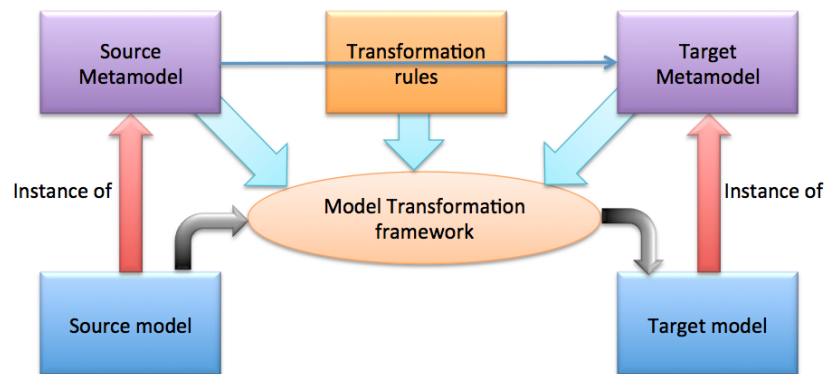 Source
Metamodel
Transformation
rules
Target
Metamodel
Instance of
Instance of
Model Transformation
framework
Source model
Target model